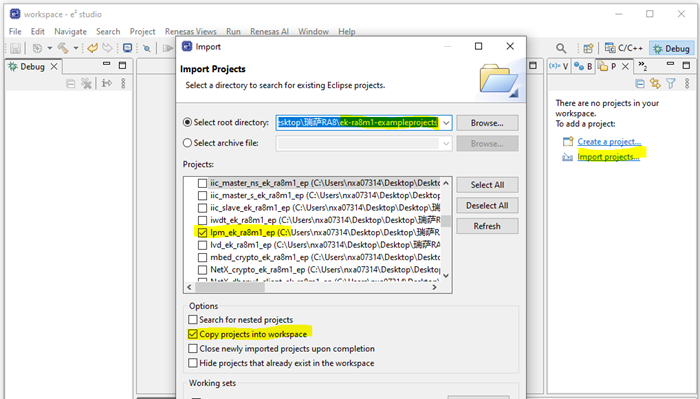 workspace - e² studio
File Edit Navigate Search Project Renesas Views Run Renesas AI Window Help
C/C++ Debug
Debug
V B P 2
There are no projects in your
workspace.
To add a project:
Create a project...
Import projects...
Import
Import Projects
Select a directory to search for existing Eclipse projects.
Select root directory: esktop\瑞萨RA8\ek-ra8m1-exampleprojects Browse...
Select archive file: Browse...
Projects:
iic_master_ns_ek_ra8m1_ep (C:\Users\nxa07314\Desktop\Deskto
iic_master_s_ek_ra8m1_ep (C:\Users\nxa07314\Desktop\Desktop
iic_slave_ek_ra8m1_ep (C:\Users\nxa07314\Desktop\Desktop\瑞
iwdt_ek_ra8m1_ep (C:\Users\nxa07314\Desktop\Desktop\瑞萨R
lpm_ek_ra8m1_ep (C:\Users\nxa07314\Desktop\Desktop\瑞萨RA
lvd_ek_ra8m1_ep (C:\Users\nxa07314\Desktop\Desktop\瑞萨RA8
mbed_crypto_ek_ra8m1_ep (C:\Users\nxa07314\Desktop\Deskto
NetX_crypto_ek_ra8m1_ep (C:\Users\nxa07314\Desktop\Desktop
Select All
Deselect All
Refresh
Options
Search for nested projects
Copy projects into workspace
Close newly imported projects upon completion
Hide projects that already exist in the workspace
Working sets